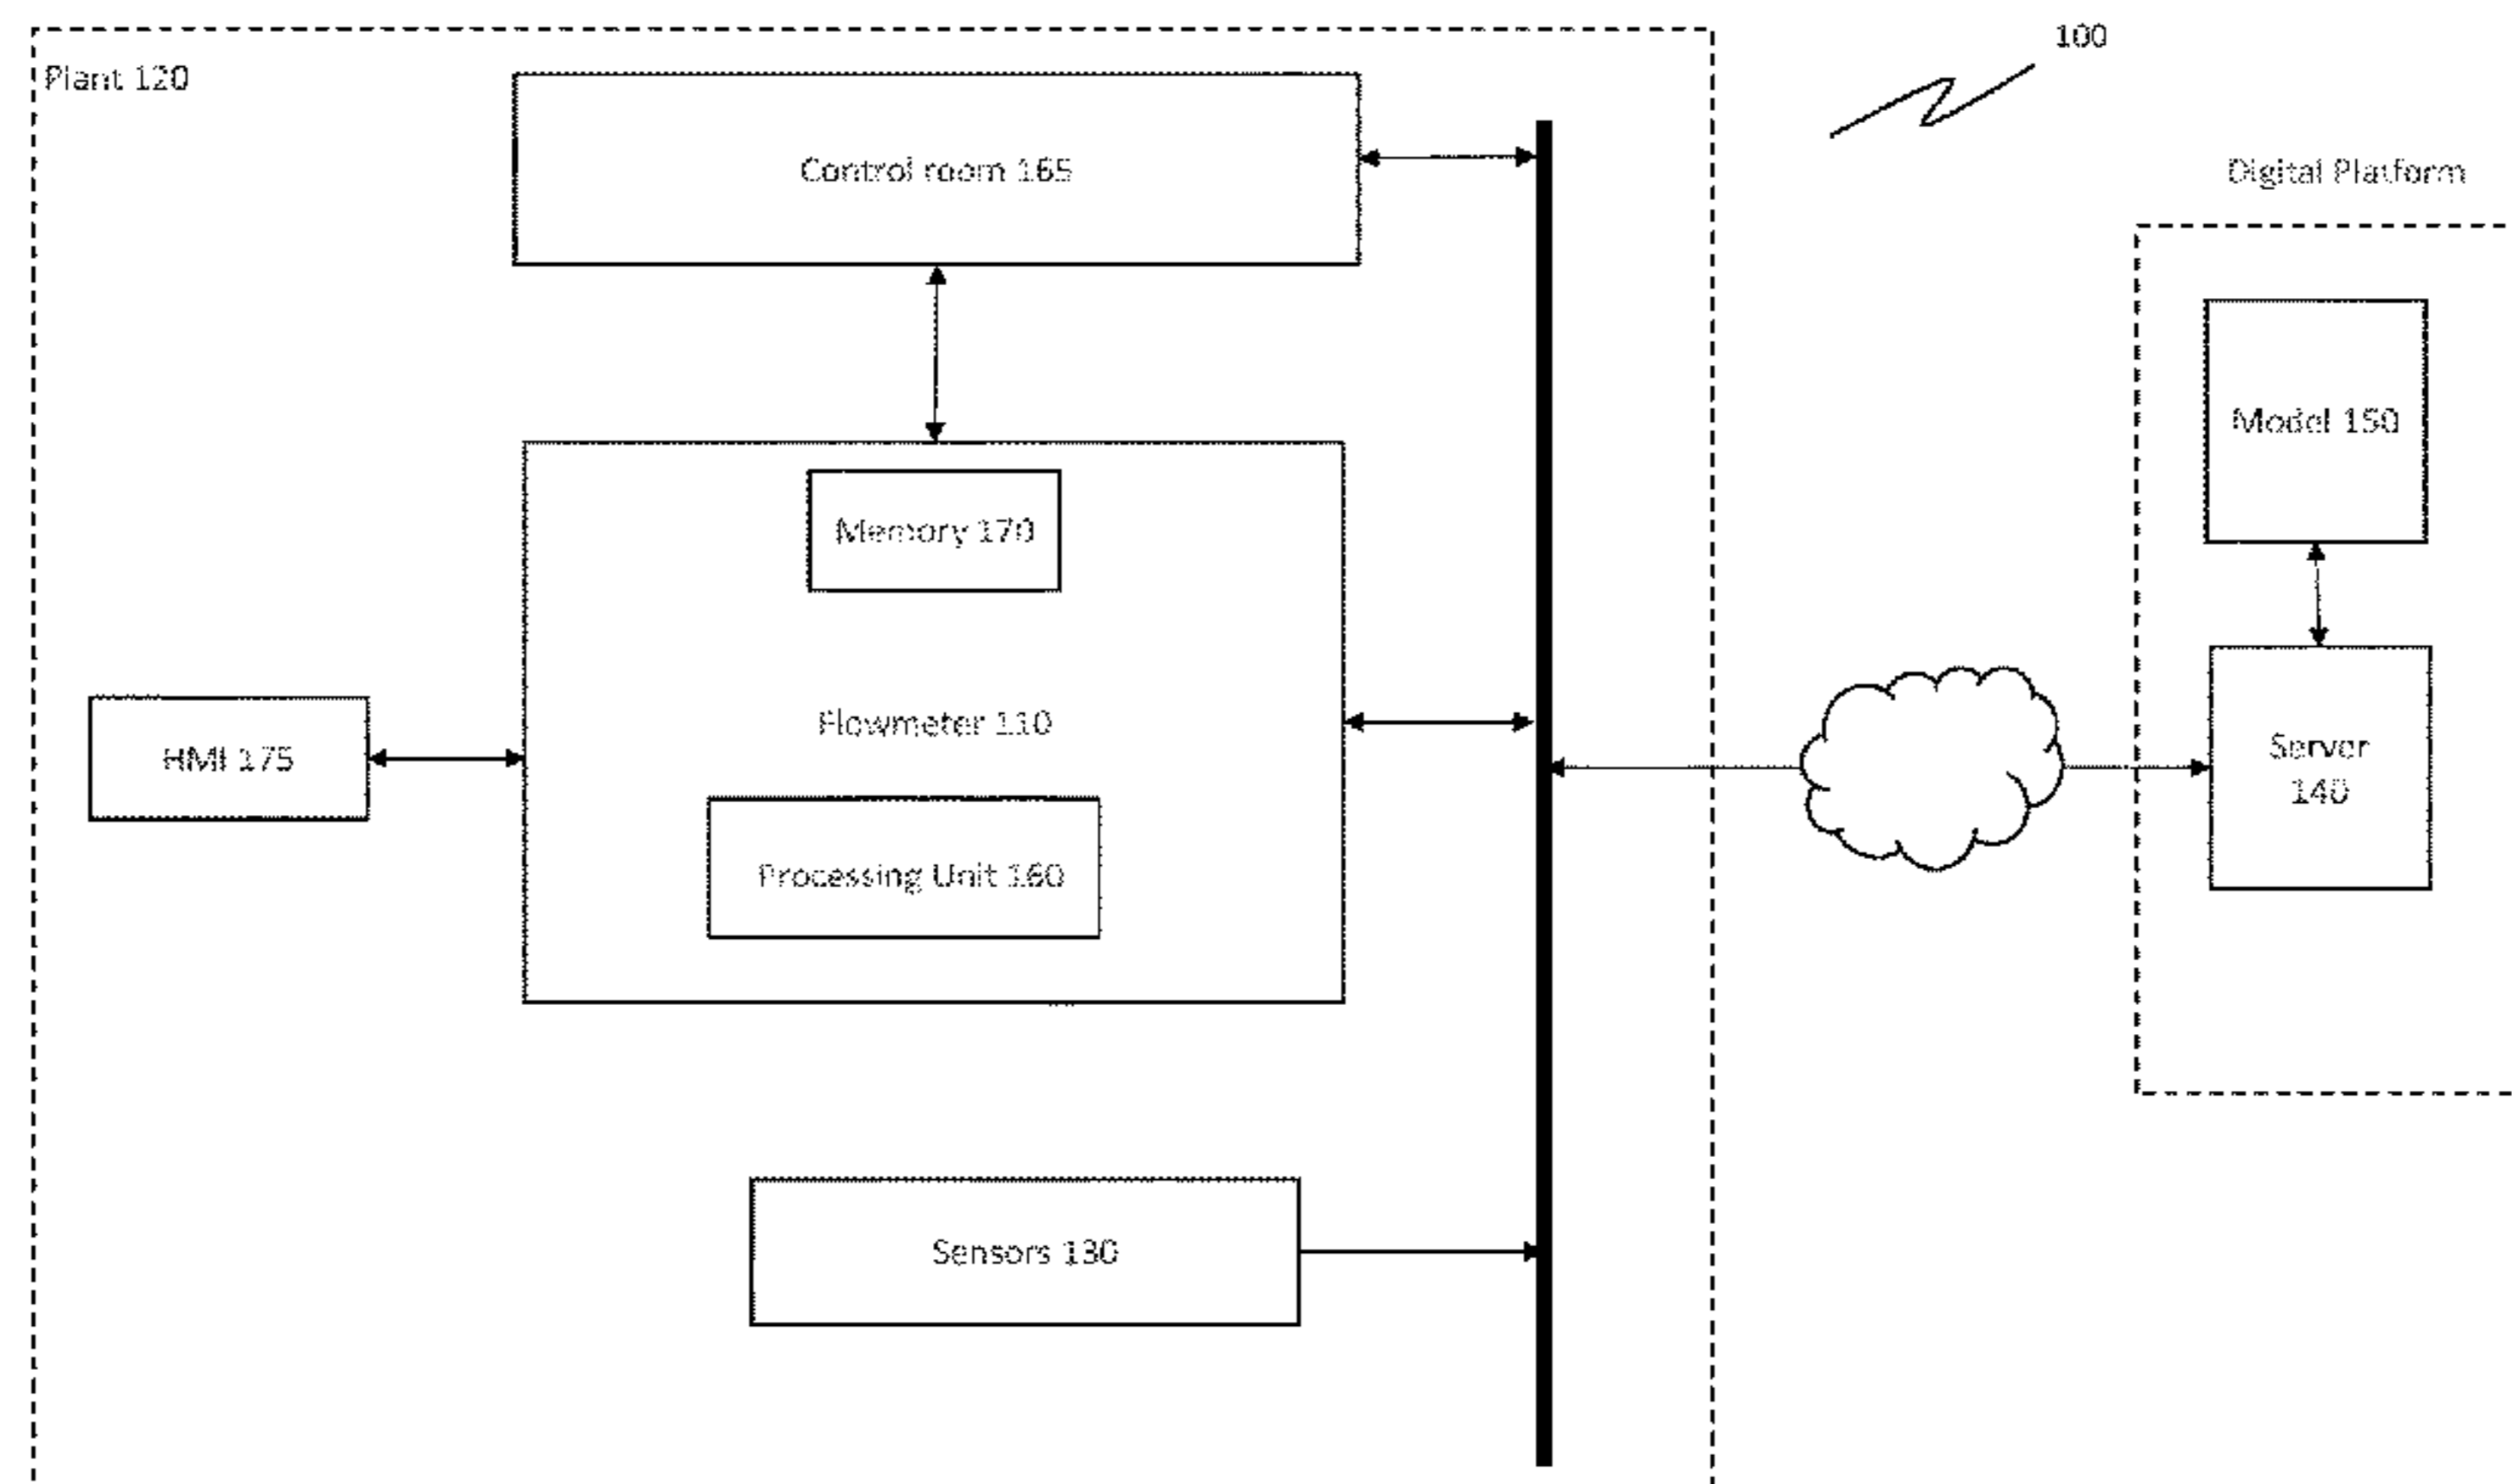 100
Plant 120
Control room 165
Digital Platform
Model 150
Memory 170
Flowmeter 110
HMI 175
Server
140
Processing Unit 160
Sensors 130